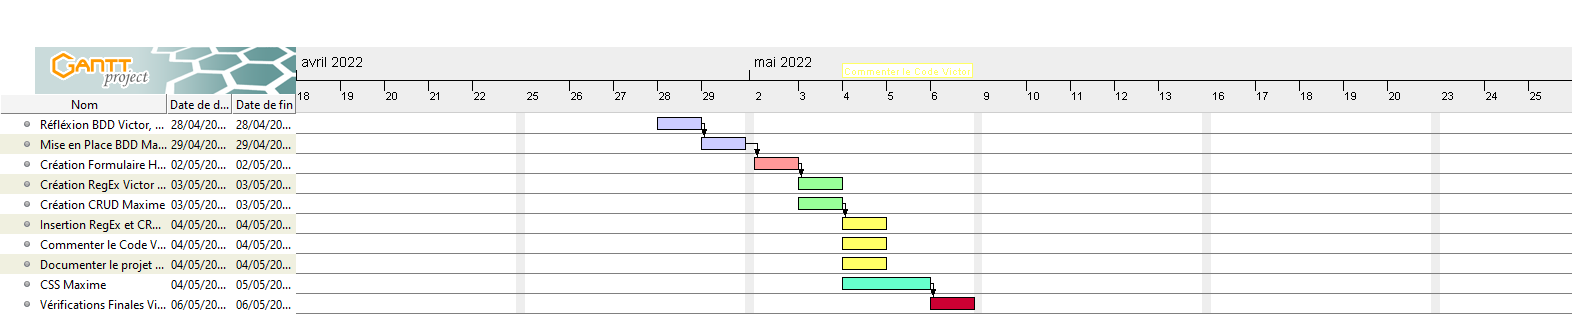 GANTT
project
avril 2022
mai 2022
Commenter le Code Victor
18 19 20 21 22 25 26 27 28 29 2 3 4 5 6 9 10 11 12 13 16 17 18 19 20 23 24 25
Nom Date de d... Date de fin
Réfléxion BDD Victor, ... 28/04/20... 28/04/20...
Mise en Place BDD Ma... 29/04/20... 29/04/20...
Création Formulaire H... 02/05/20... 02/05/20...
Création RegEx Victor ... 03/05/20... 03/05/20...
Création CRUD Maxime 03/05/20... 03/05/20...
Insertion RegEx et CR... 04/05/20... 04/05/20...
Commenter le Code V... 04/05/20... 04/05/20...
Documenter le projet ... 04/05/20... 04/05/20...
CSS Maxime 04/05/20... 05/05/20...
Vérifications Finales Vi... 06/05/20... 06/05/20...